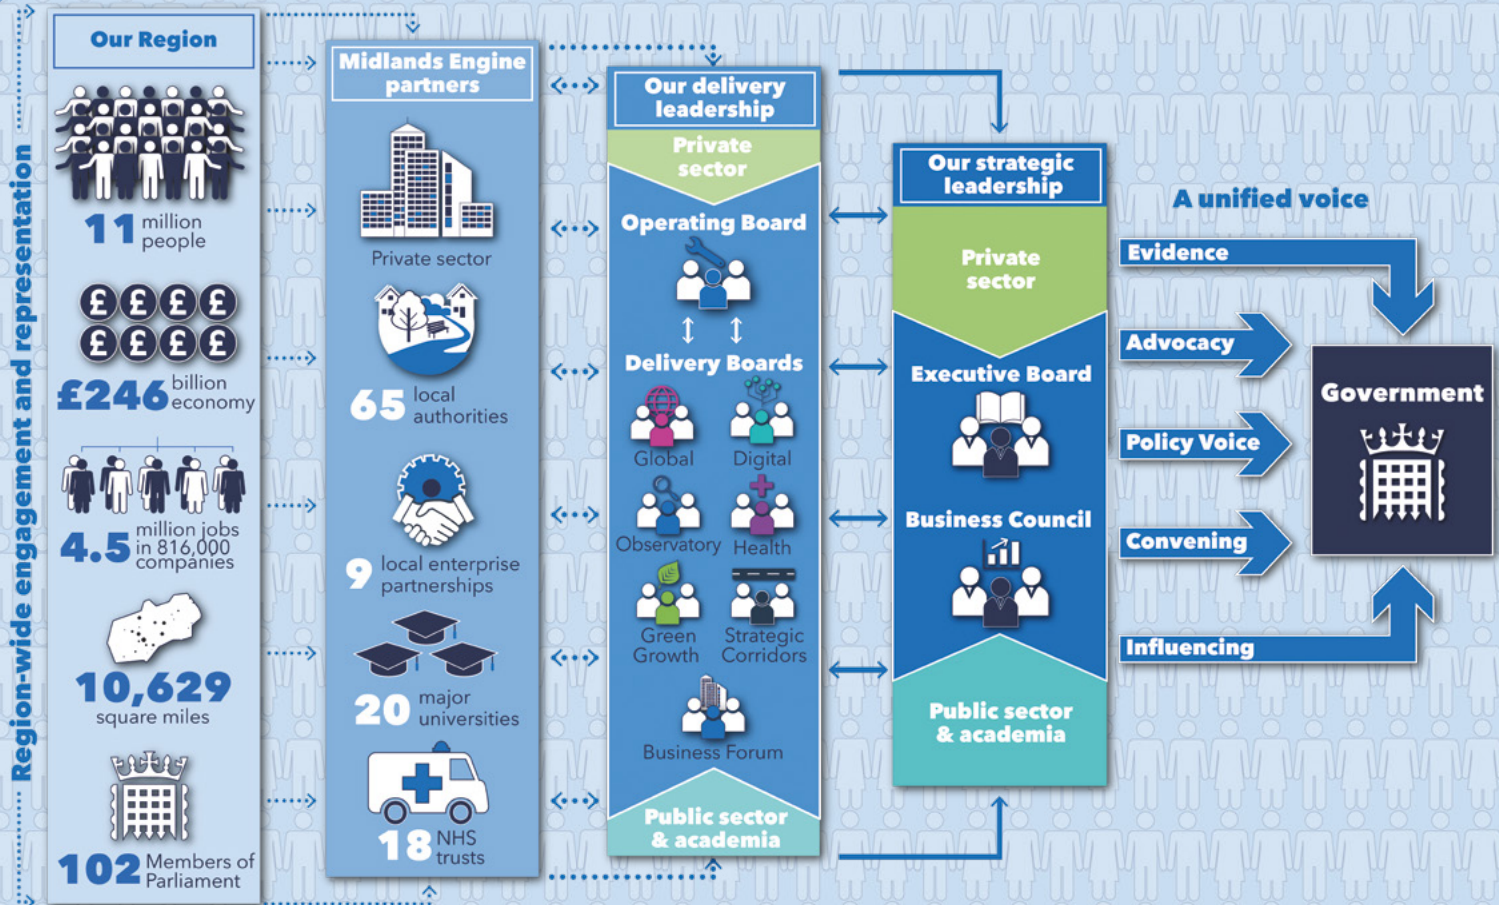 Region-wide engagement and representation
Our Region
11 million
people
£246 billion
economy
4.5 million jobs
in 816,000
companies
10,629
square miles
102 Members of
Parliament
Midlands Engine
partners
Private sector
65 local
authorities
9 local enterprise
partnerships
20 major
universities
18 NHS
trusts
Our delivery
leadership
Private
sector
Operating Board
Delivery Boards
Global
Digital
Observatory
Health
Green
Growth
Strategic
Corridors
Business Forum
Public sector
& academia
Our strategic
leadership
Private
sector
Executive Board
Business Council
Public sector
& academia
A unified voice
Evidence
Advocacy
Policy Voice
Convening
Influencing
Government